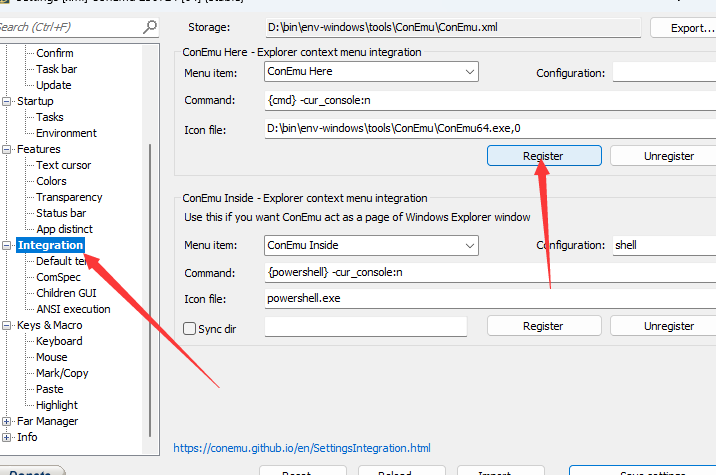 Search (Ctrl+F)
Confirm
Task bar
Update
Startup
Tasks
Environment
Features
Text cursor
Colors
Transparency
Status bar
App distinct
Integration
Default
ComSpec
Children GUI
ANSI execution
Keys & Macro
Keyboard
Mouse
Mark/Copy
Paste
Highlight
Far Manager
Info
Storage: D:\bin\env-windows\tools\ConEmu\ConEmu.xml Export...
ConEmu Here - Explorer context menu integration
Menu item: ConEmu Here Configuration:
Command: {cmd} -cur_console:n
Icon file: D:\bin\env-windows\tools\ConEmu\ConEmu64.exe,0
Register Unregister
ConEmu Inside - Explorer context menu integration
Use this if you want ConEmu act as a page of Windows Explorer window
Menu item: ConEmu Inside Configuration: shell
Command: {powershell} -cur_console:n
Icon file: powershell.exe
Sync dir Register Unregister
https://conemu.github.io/en/SettingsIntegration.html